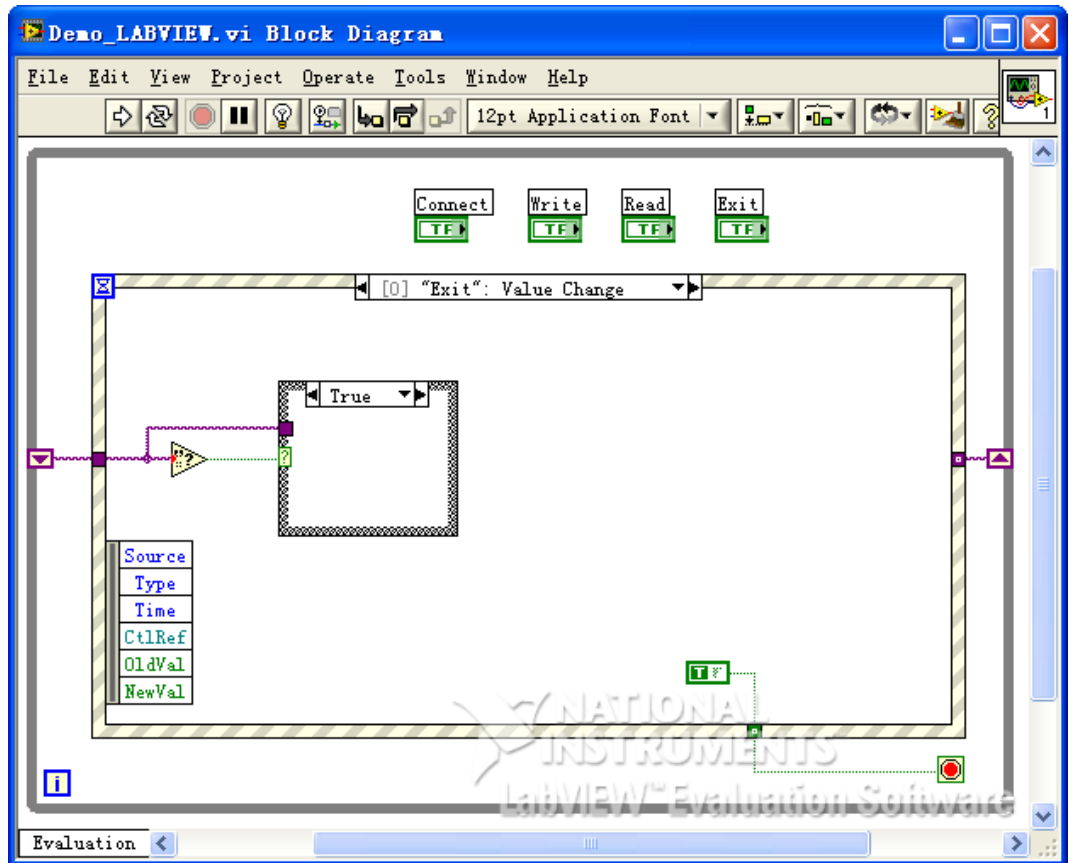 Demo_LABVIEW.vi Block Diagram
File Edit View Project Operate Tools Window Help
12pt Application Font
1
Connect Write Read Exit
TF TF TF TF
[0] "Exit": Value Change
True
?
?
Source
Type
Time
CtlRef
OldVal
NewVal
T
NATIONAL
INSTRUMENTS
i
LabVIEW™ Evaluation Software
Evaluation